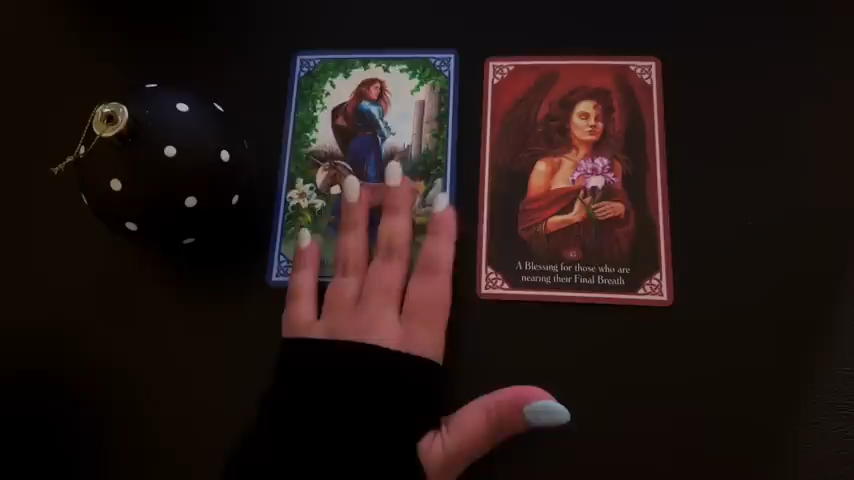 A Blessing for those who are
nearing their Final Breath